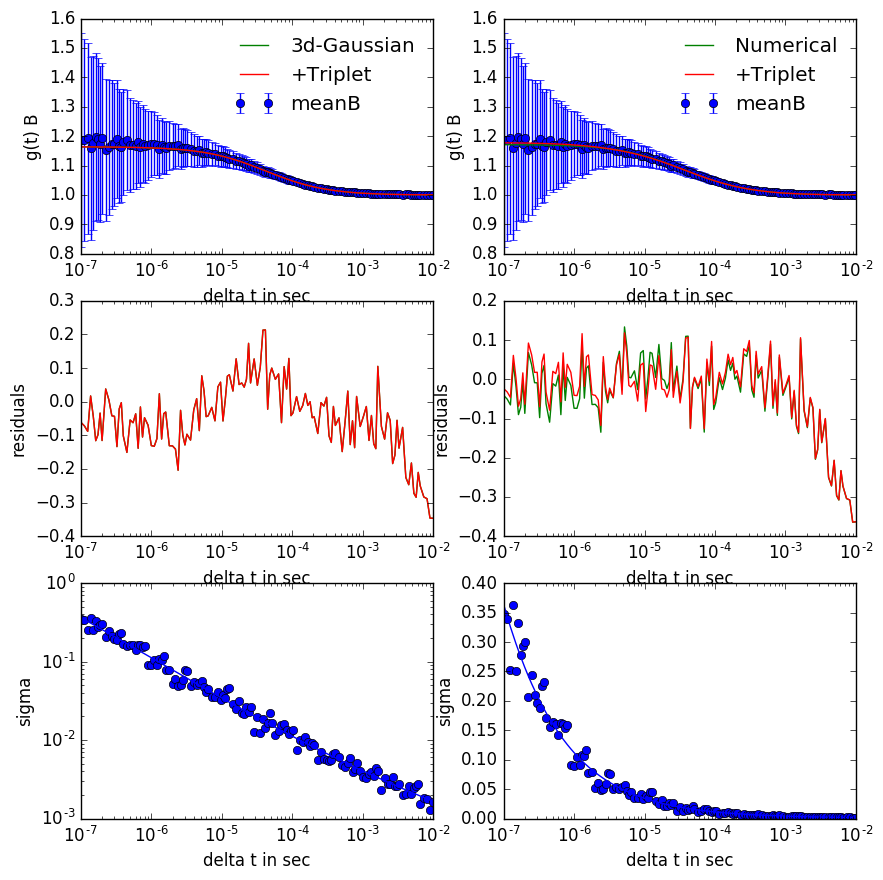 1.6
1.5
1.4
1.3
1.2
1.1
1.0
0.9
0.8
g(t) B
3d-Gaussian
+Triplet
meanB
10⁻⁷ 10⁻⁶ 10⁻⁵ 10⁻⁴ 10⁻³ 10⁻²
delta t in sec
1.6
1.5
1.4
1.3
1.2
1.1
1.0
0.9
0.8
g(t) B
Numerical
+Triplet
meanB
10⁻⁷ 10⁻⁶ 10⁻⁵ 10⁻⁴ 10⁻³ 10⁻²
delta t in sec
0.3
0.2
0.1
0.0
−0.1
−0.2
−0.3
−0.4
residuals
10⁻⁷ 10⁻⁶ 10⁻⁵ 10⁻⁴ 10⁻³ 10⁻²
delta t in sec
0.2
0.1
0.0
−0.1
−0.2
−0.3
−0.4
residuals
10⁻⁷ 10⁻⁶ 10⁻⁵ 10⁻⁴ 10⁻³ 10⁻²
delta t in sec
10⁰
10⁻¹
10⁻²
10⁻³
sigma
10⁻⁷ 10⁻⁶ 10⁻⁵ 10⁻⁴ 10⁻³ 10⁻²
delta t in sec
0.40
0.35
0.30
0.25
0.20
0.15
0.10
0.05
0.00
sigma
10⁻⁷ 10⁻⁶ 10⁻⁵ 10⁻⁴ 10⁻³ 10⁻²
delta t in sec